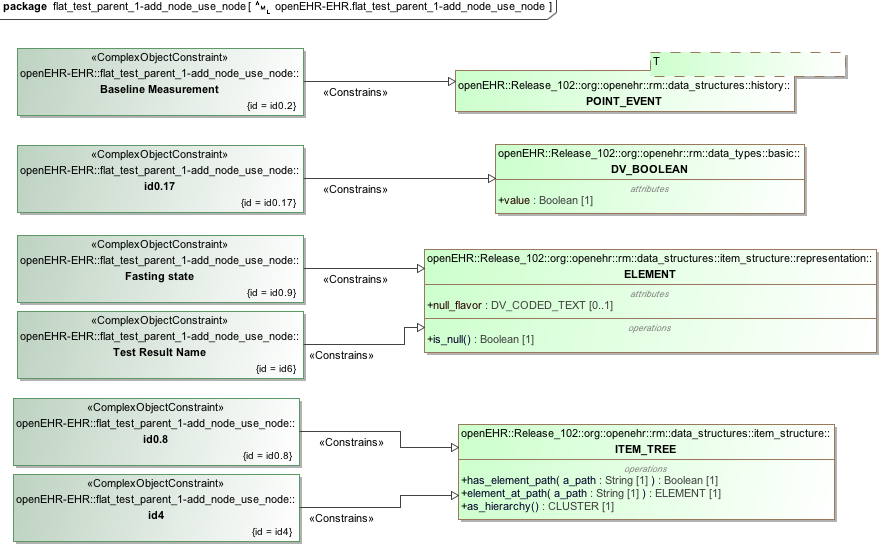 package flat_test_parent_1-add_node_use_node [ AML openEHR-EHR.flat_test_parent_1-add_node_use_node ]
«ComplexObjectConstraint»
openEHR-EHR::flat_test_parent_1-add_node_use_node::
Baseline Measurement
{id = id0.2}
«Constrains»
T
openEHR::Release_102::org::openehr::rm::data_structures::history::
POINT_EVENT
«ComplexObjectConstraint»
openEHR-EHR::flat_test_parent_1-add_node_use_node::
id0.17
{id = id0.17}
«Constrains»
openEHR::Release_102::org::openehr::rm::data_types::basic::
DV_BOOLEAN
attributes
+value : Boolean [1]
«ComplexObjectConstraint»
openEHR-EHR::flat_test_parent_1-add_node_use_node::
Fasting state
{id = id0.9}
«Constrains»
«ComplexObjectConstraint»
openEHR-EHR::flat_test_parent_1-add_node_use_node::
Test Result Name
{id = id6}
«Constrains»
openEHR::Release_102::org::openehr::rm::data_structures::item_structure::representation::
ELEMENT
attributes
+null_flavor : DV_CODED_TEXT [0..1]
operations
+is_null() : Boolean [1]
«ComplexObjectConstraint»
openEHR-EHR::flat_test_parent_1-add_node_use_node::
id0.8
{id = id0.8}
«Constrains»
«ComplexObjectConstraint»
openEHR-EHR::flat_test_parent_1-add_node_use_node::
id4
{id = id4}
«Constrains»
openEHR::Release_102::org::openehr::rm::data_structures::item_structure::
ITEM_TREE
operations
+has_element_path( a_path : String [1] ) : Boolean [1]
+element_at_path( a_path : String [1] ) : ELEMENT [1]
+as_hierarchy() : CLUSTER [1]